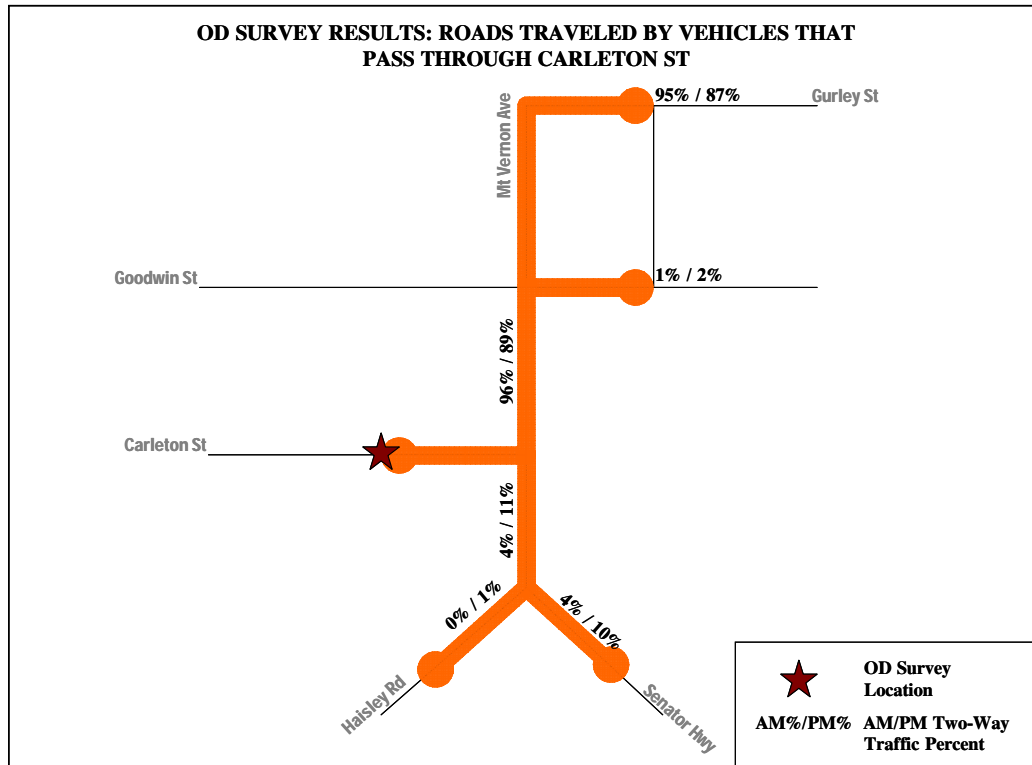 OD SURVEY RESULTS: ROADS TRAVELED BY VEHICLES THAT
PASS THROUGH CARLETON ST
95% / 87%
Gurley St
Mt Vernon Ave
Goodwin St
1% / 2%
96% / 89%
Carleton St
4% / 11%
0% / 1%
4% / 10%
Haisley Rd
Senator Hwy
OD Survey
Location
AM%/PM% AM/PM Two-Way
Traffic Percent